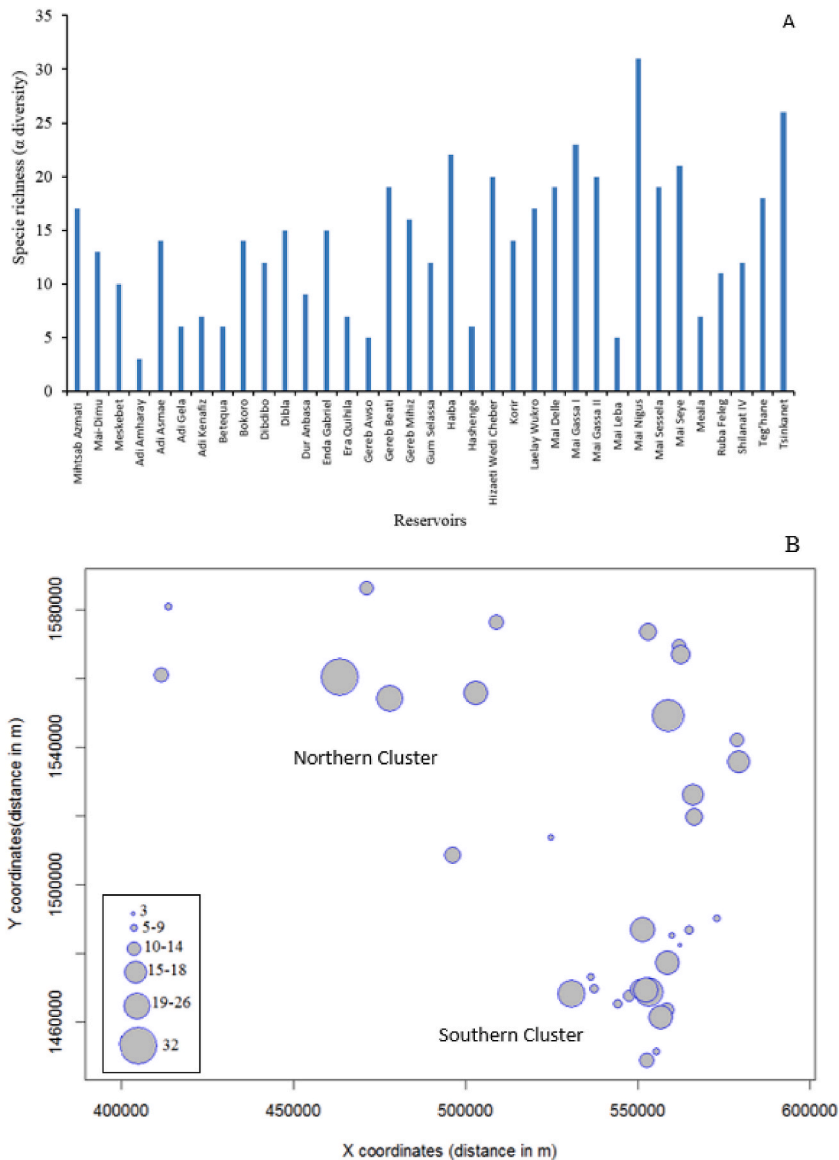 A
35
30
25
20
15
10
5
0
Specie richness (α diversity)
Mihtsab Azmati
Mai-Dimu
Meskebet
Adi Amharay
Adi Asmae
Adi Gela
Adi Kenafiz
Betequa
Bokoro
Dibdibo
Dibla
Dur Anbasa
Enda Gabriel
Era Quihila
Gereb Awso
Gereb Beati
Gereb Mihiz
Gum Selassa
Haiba
Hashenge
Hizaeti Wedi Cheber
Korir
Laelay Wukro
Mai Delle
Mai Gassa I
Mai Gassa II
Mai Leba
Mai Nigus
Mai Sessela
Mai Seye
Meala
Ruba Feleg
Shilanat IV
Teg'hane
Tsinkanet
Reservoirs
B
1580000
1540000
1500000
1460000
Y coordinates(distance in m)
Northern Cluster
Southern Cluster
3
5-9
10-14
15-18
19-26
32
400000 450000 500000 550000 600000
X coordinates (distance in m)